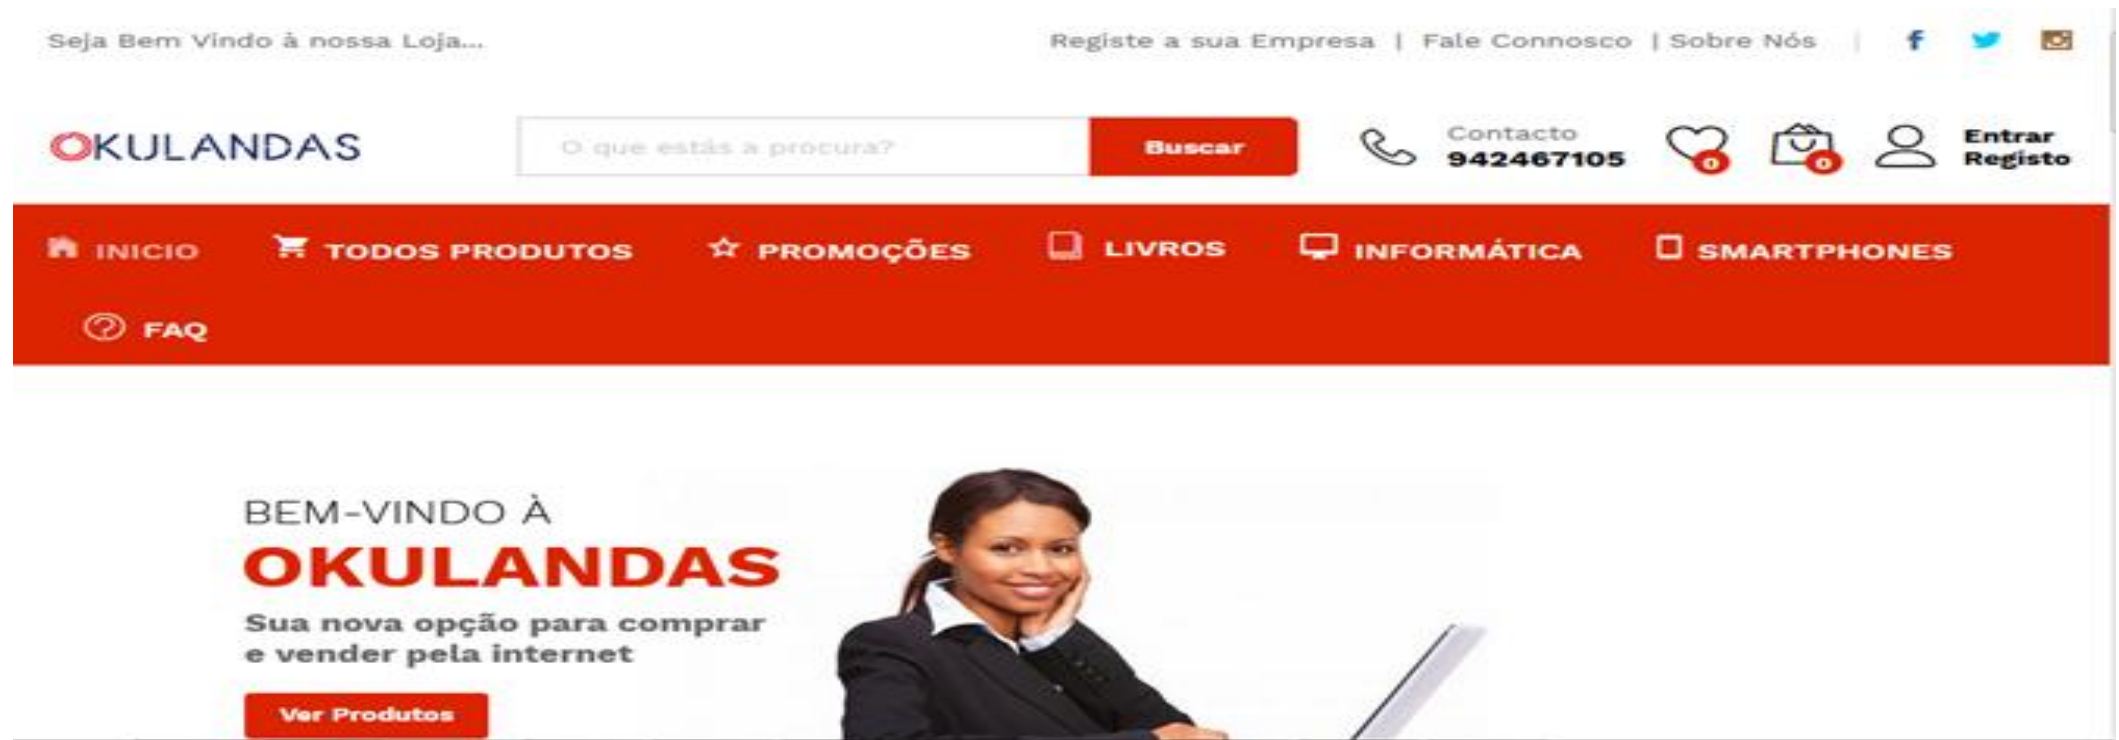 Seja Bem Vindo à nossa Loja...
Registe a sua Empresa | Fale Connosco | Sobre Nós
OKULANDAS
O que estás a procura?
Buscar
Contacto
942467105
0
0
Entrar
Registo
INICIO
TODOS PRODUTOS
PROMOÇÕES
LIVROS
INFORMÁTICA
SMARTPHONES
FAQ
BEM-VINDO À
OKULANDAS
Sua nova opção para comprar
e vender pela internet
Ver Produtos